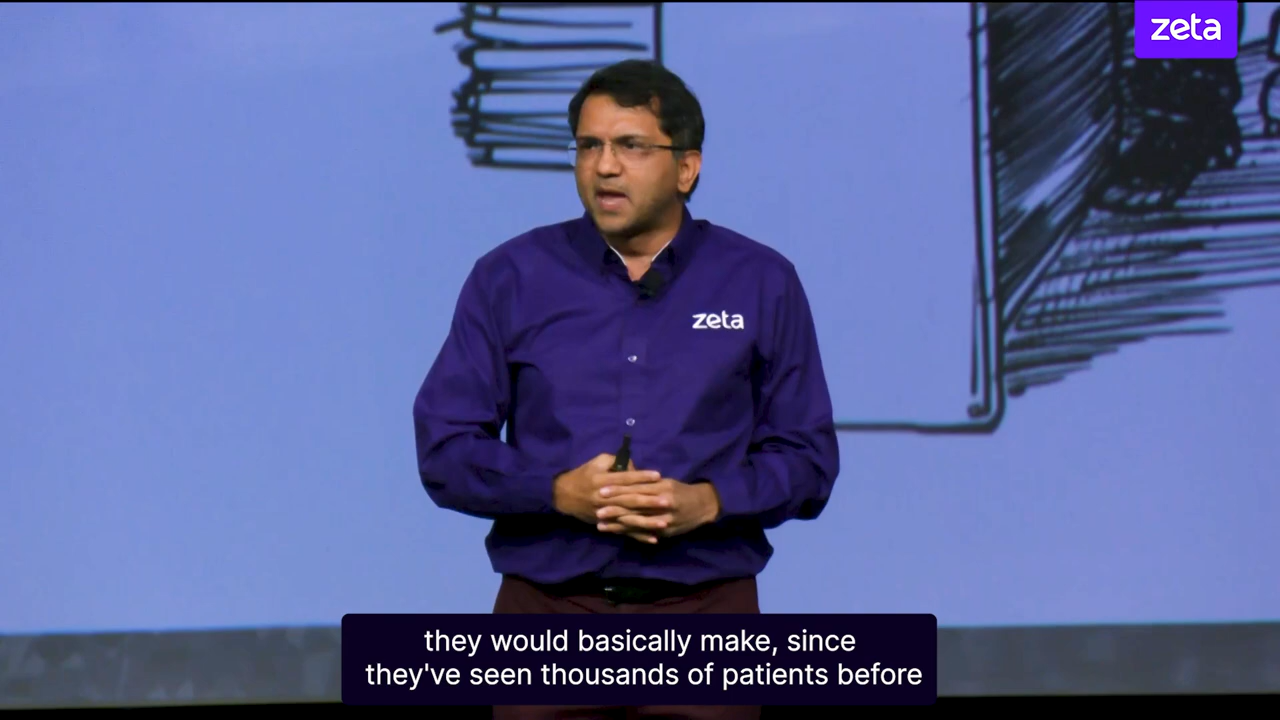 zeta
zeta
they would basically make, since
they've seen thousands of patients before